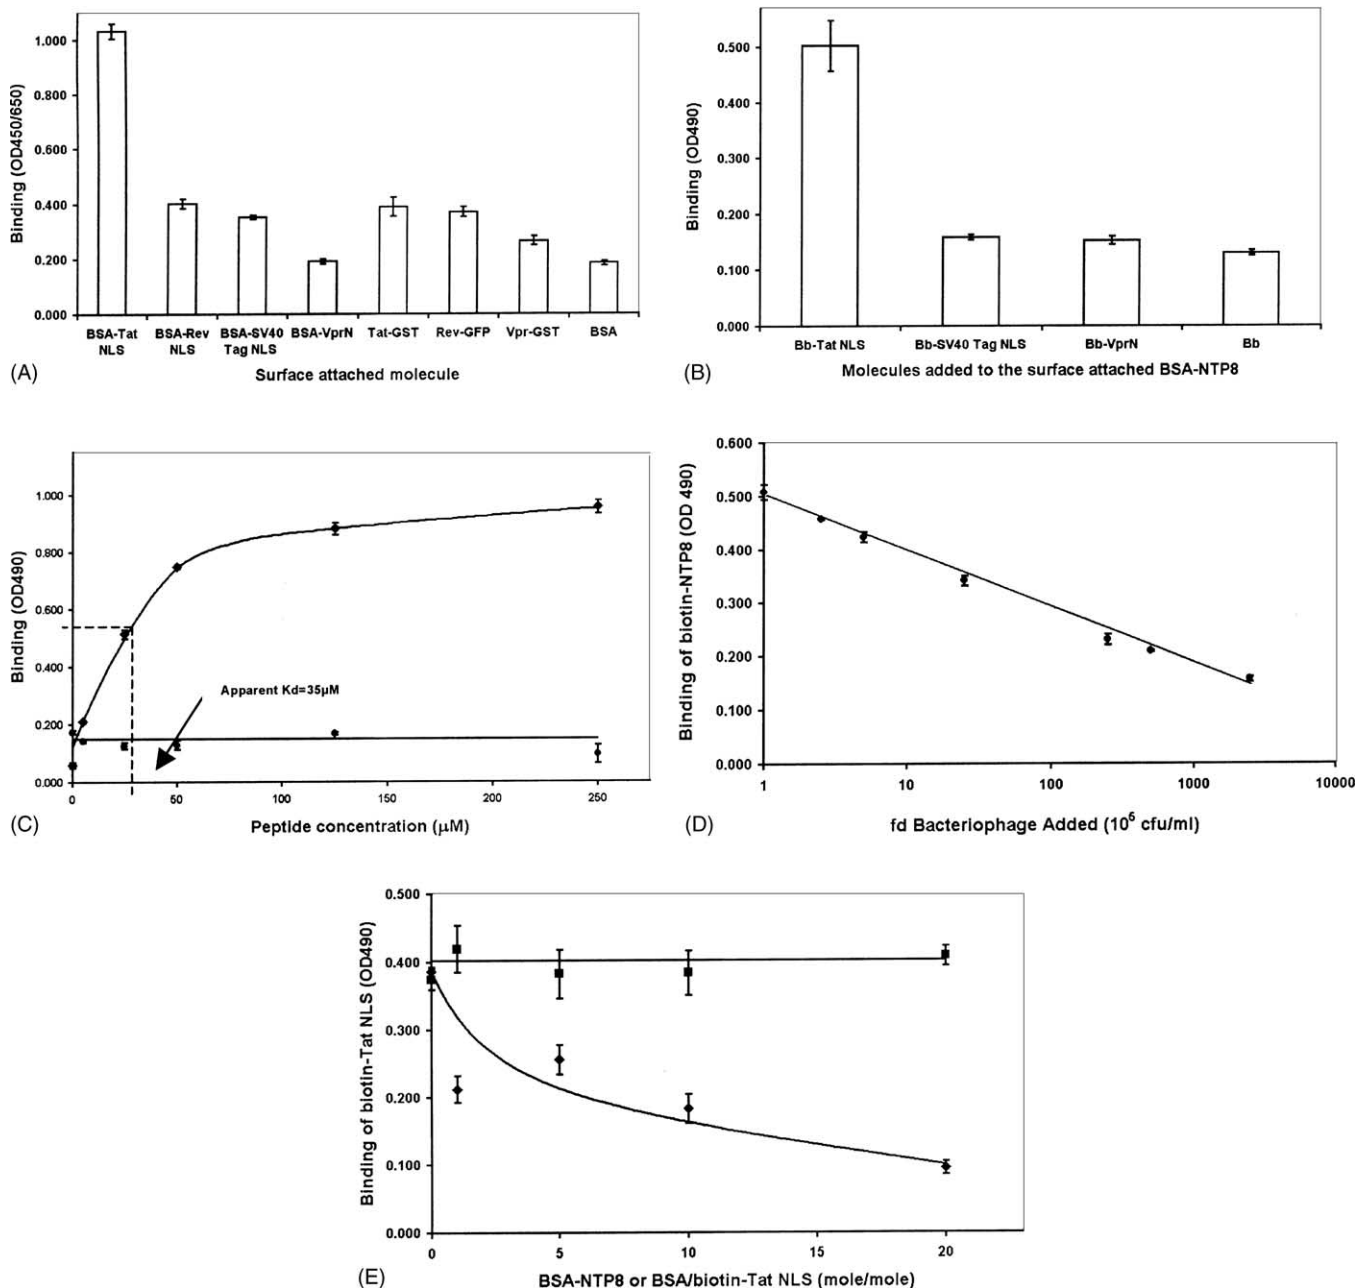 Binding (OD450/650)
1.000
0.800
0.600
0.400
0.200
0.000
BSA-Tat NLS
BSA-Rev NLS
BSA-SV40 Tag NLS
BSA-VprN
Tat-GST
Rev-GFP
Vpr-GST
BSA
Surface attached molecule
(A)
Binding (OD490)
0.500
0.400
0.300
0.200
0.100
0.000
Bb-Tat NLS
Bb-SV40 Tag NLS
Bb-VprN
Bb
Molecules added to the surface attached BSA-NTP8
(B)
Binding (OD490)
1.000
0.800
0.600
0.400
0.200
0.000
Apparent Kd=35μM
0
50
100
150
200
250
Peptide concentration (μM)
(C)
Binding of biotin-NTP8 (OD 490)
0.600
0.500
0.400
0.300
0.200
0.100
0.000
1
10
100
1000
10000
fd Bacteriophage Added (10⁶ cfu/ml)
(D)
Binding of biotin-Tat NLS (OD490)
0.500
0.400
0.300
0.200
0.100
0.000
0
5
10
15
20
BSA-NTP8 or BSA/biotin-Tat NLS (mole/mole)
(E)